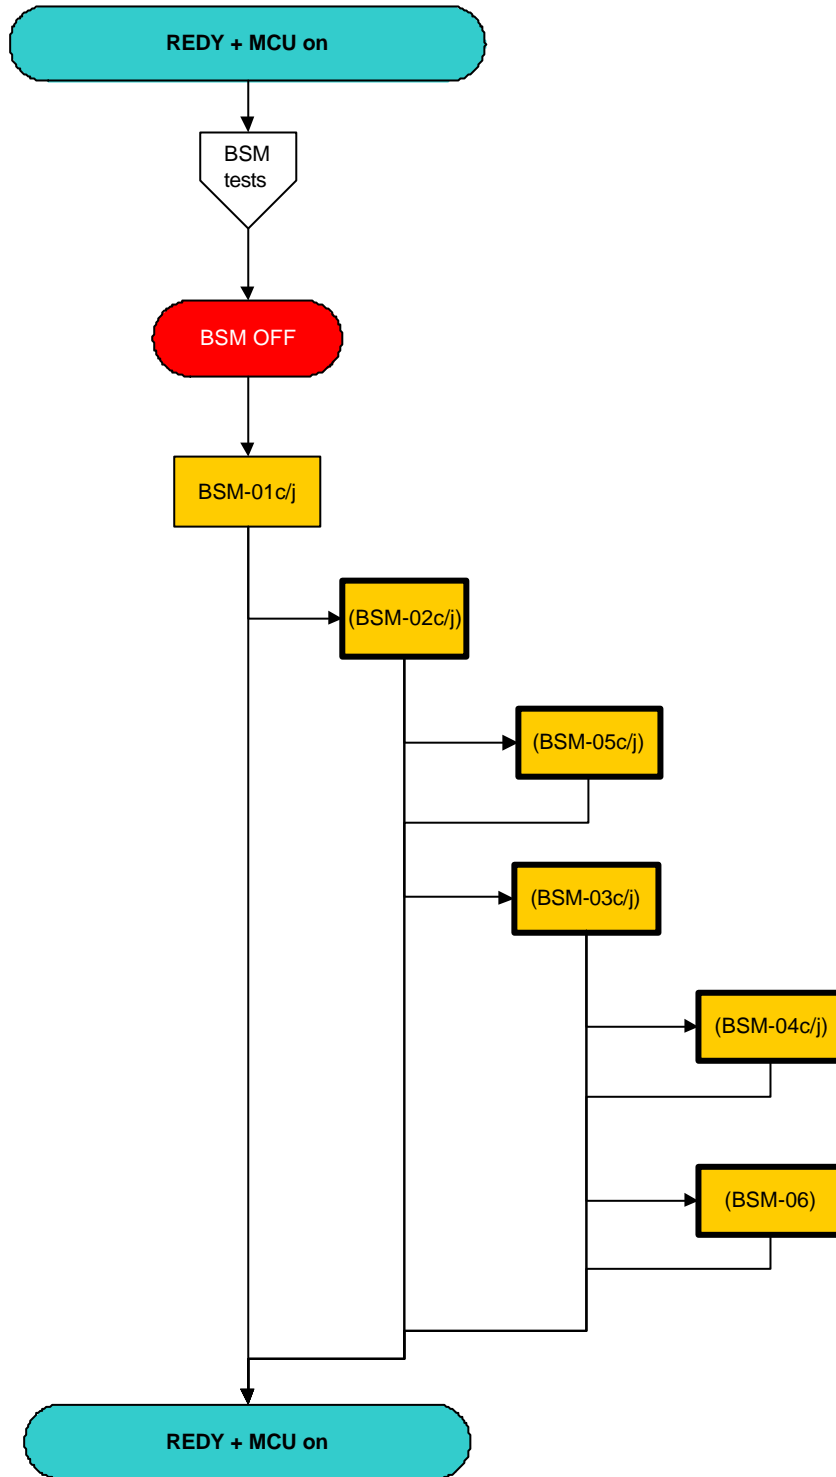 REDY + MCU on
BSM
tests
BSM OFF
BSM-01c/j
(BSM-02c/j)
(BSM-05c/j)
(BSM-03c/j)
(BSM-04c/j)
(BSM-06)
REDY + MCU on